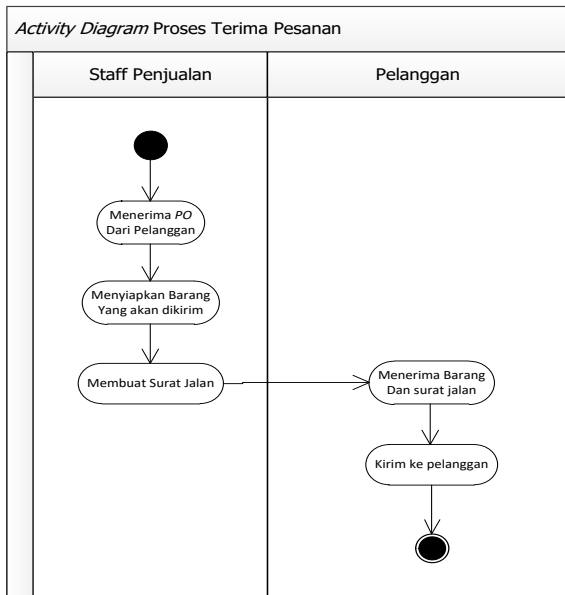 Activity Diagram Proses Terima Pesanan
Staff Penjualan
Pelanggan
Menerima PO
Dari Pelanggan
Menyiapkan Barang
Yang akan dikirim
Membuat Surat Jalan
Menerima Barang
Dan surat jalan
Kirim ke pelanggan